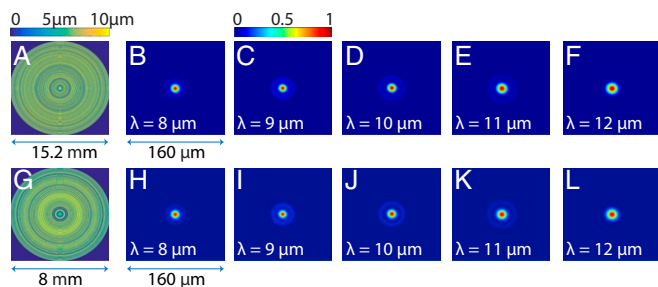 0 5μm 10μm
0 0.5 1
A B C D E F
λ = 8 μm λ = 9 μm λ = 10 μm λ = 11 μm λ = 12 μm
15.2 mm 160 μm
G H I J K L
λ = 8 μm λ = 9 μm λ = 10 μm λ = 11 μm λ = 12 μm
8 mm 160 μm